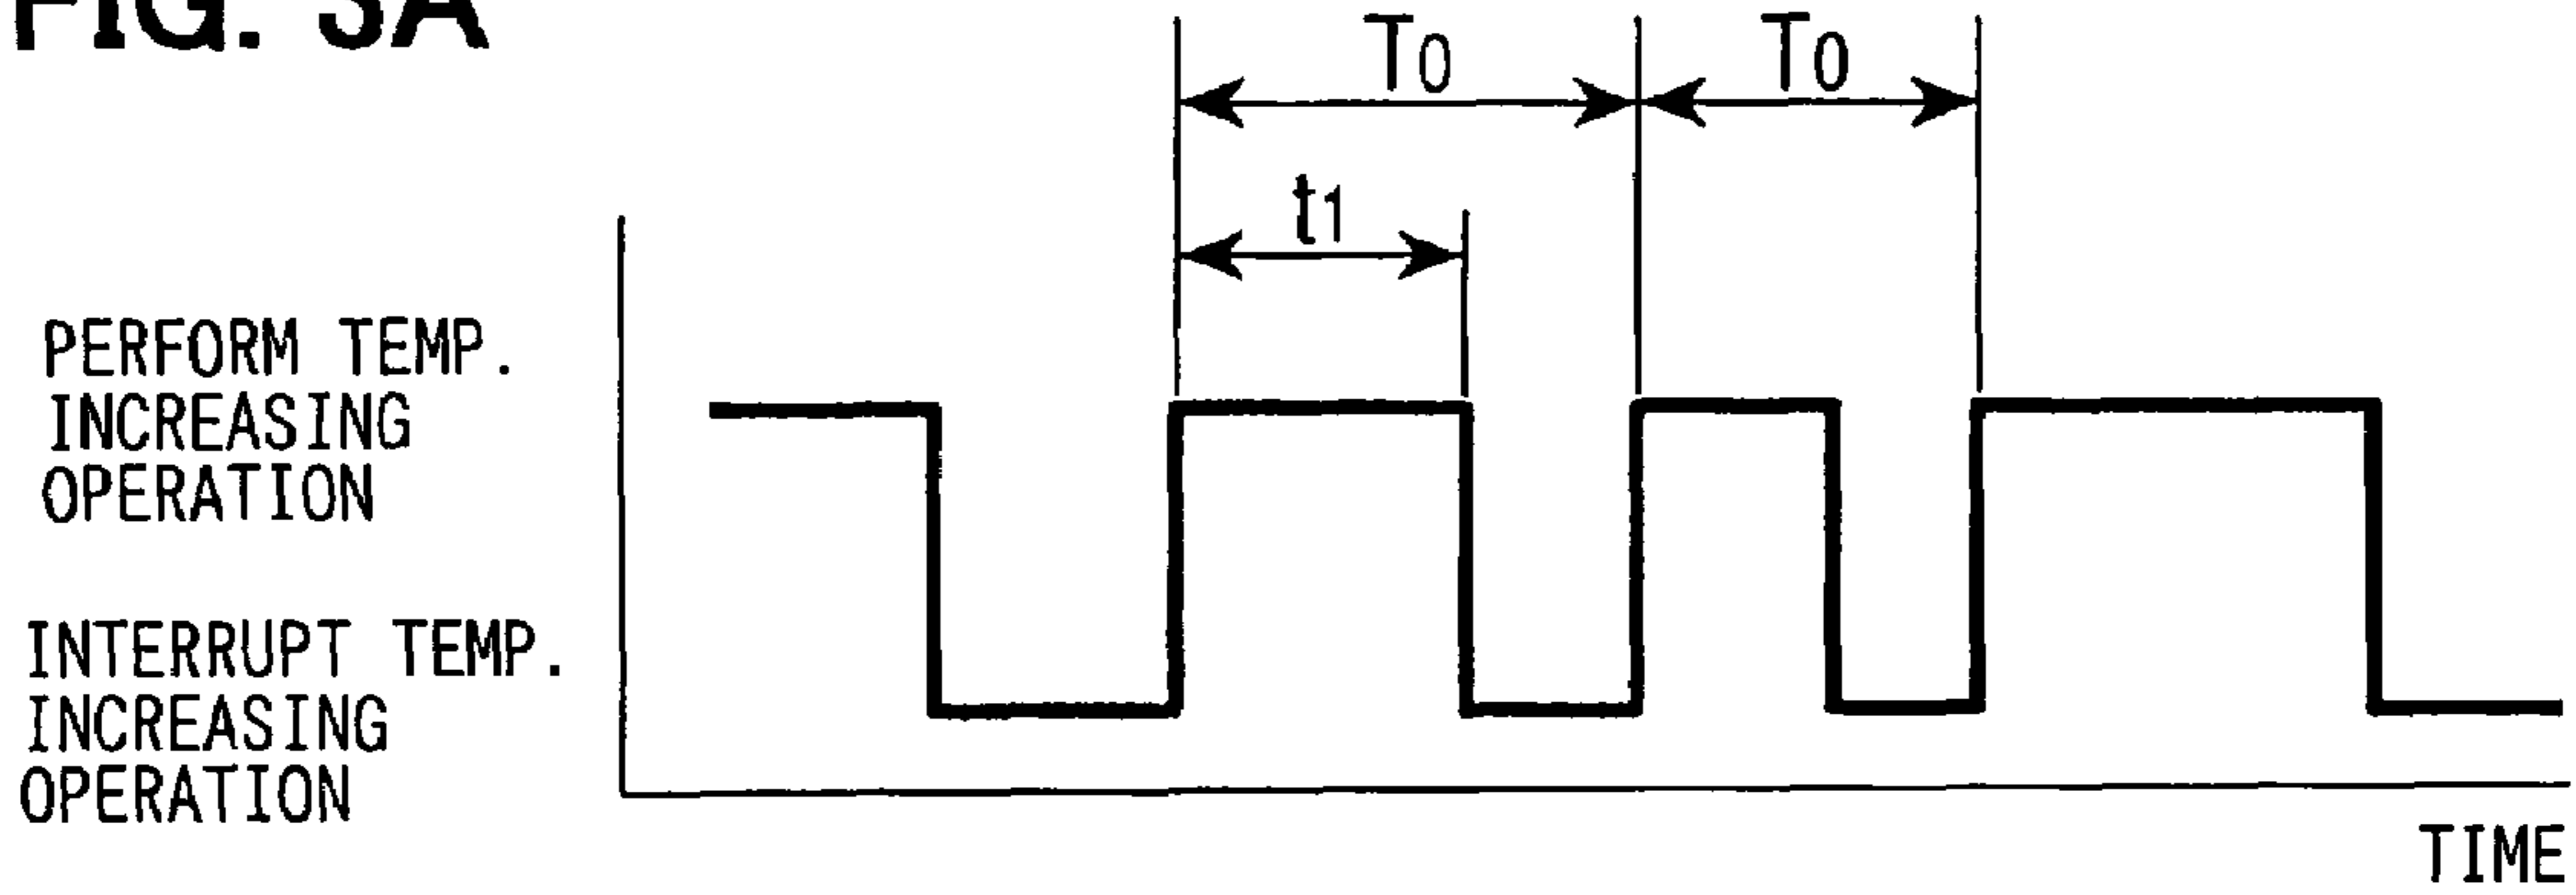 FIG. 3A
T0
T0
t1
PERFORM TEMP.
INCREASING
OPERATION
INTERRUPT TEMP.
INCREASING
OPERATION
TIME